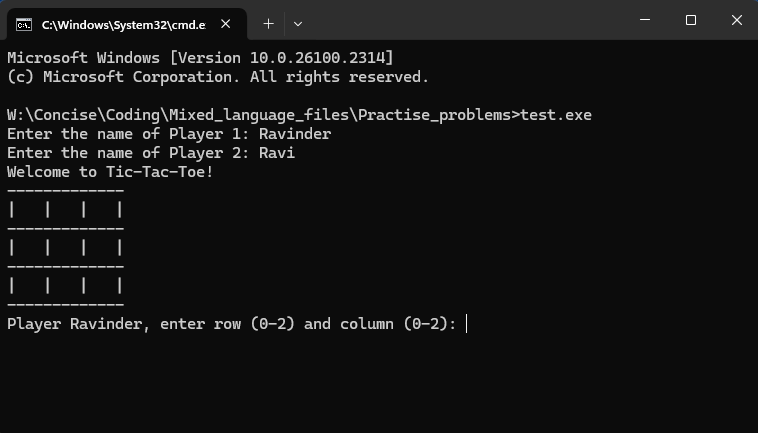 C:\Windows\System32\cmd.e
Microsoft Windows [Version 10.0.26100.2314]
(c) Microsoft Corporation. All rights reserved.
W:\Concise\Coding\Mixed_language_files\Practise_problems>test.exe
Enter the name of Player 1: Ravinder
Enter the name of Player 2: Ravi
Welcome to Tic-Tac-Toe!
-------------
|   |   |   |
-------------
|   |   |   |
-------------
|   |   |   |
-------------
Player Ravinder, enter row (0-2) and column (0-2):